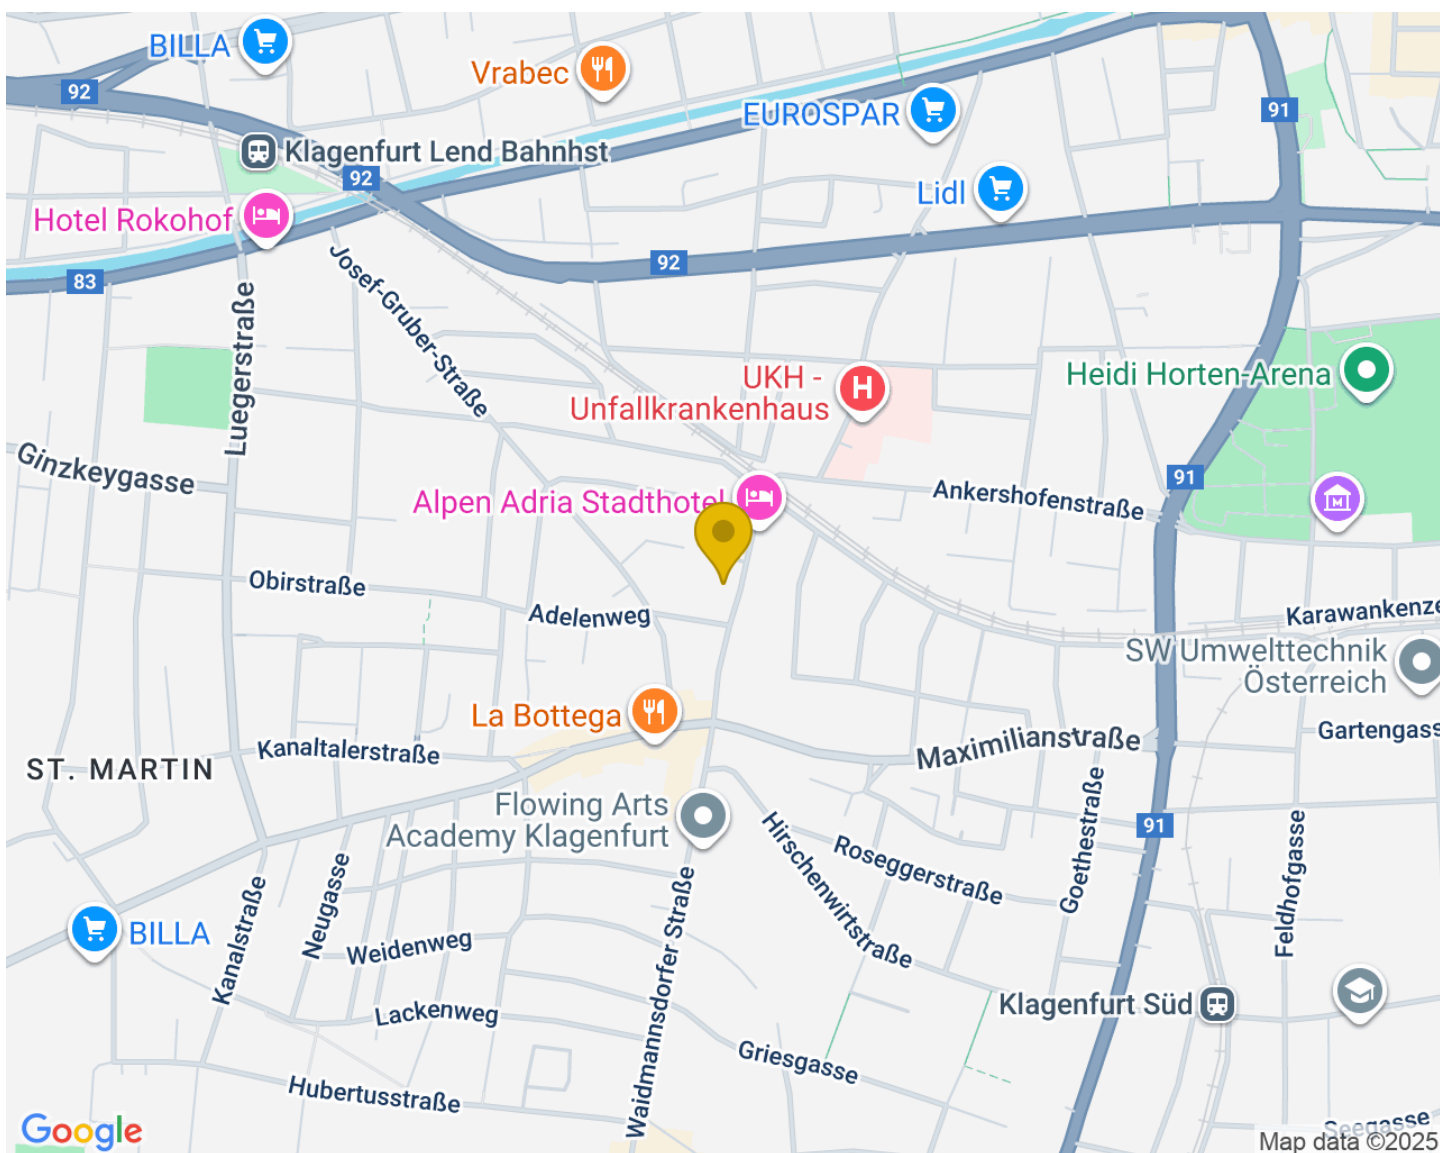 BILLA
Vrabec
92
91
EUROSPAR
Klagenfurt Lend Bahnhst
92
Lidl
Hotel Rokohof
92
83
Josef-Gruber-Straße
Luegerstraße
UKH -
Unfallkrankenhaus
Heidi Horten-Arena
Ginzkeygasse
91
Alpen Adria Stadthotel
Ankershofenstraße
Obirstraße
Adelenweg
Karawankenze
SW Umwelttechnik
Österreich
La Bottega
Gartengass
Kanaltalerstraße
Maximilianstraße
ST. MARTIN
Flowing Arts
Academy Klagenfurt
91
Goethestraße
Hirschenwirtstraße
Roseggerstraße
Feldhofgasse
Neugasse
Kanalstraße
BILLA
Weidenweg
Waidmannsdorfer Straße
Klagenfurt Süd
Lackenweg
Griesgasse
Hubertusstraße
Seegasse
Google
Map data ©2025